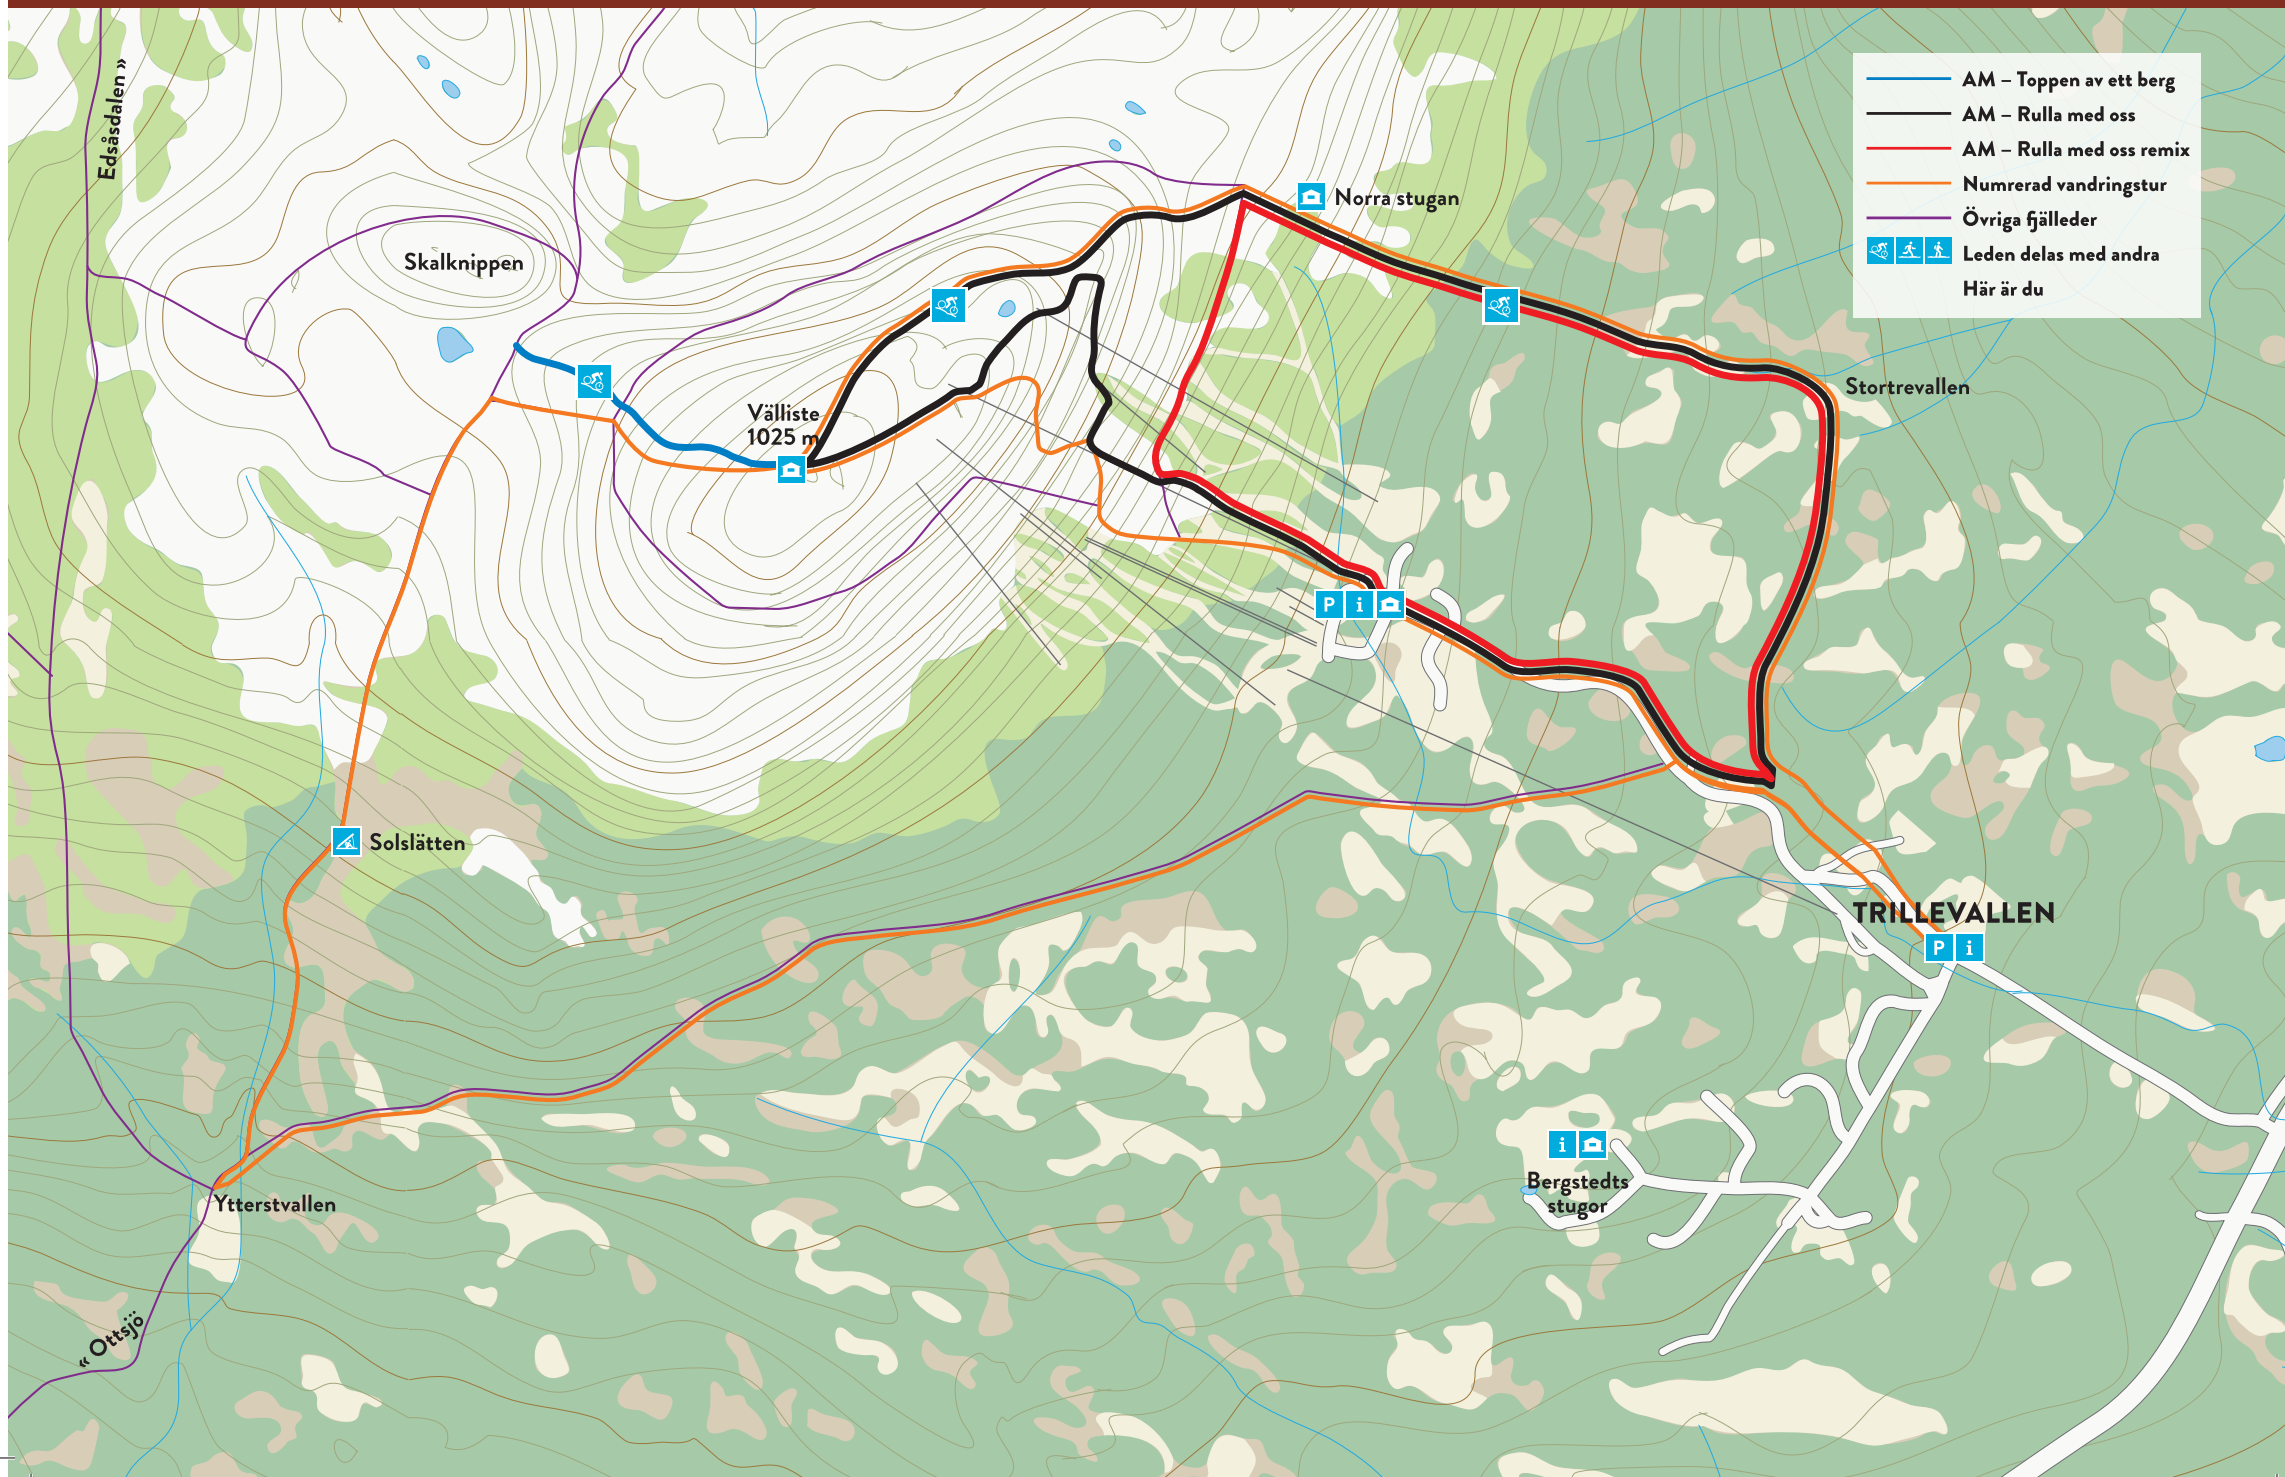 Edsåsdalen »
AM – Toppen av ett berg
AM – Rulla med oss
AM – Rulla med oss remix
Numrerad vandringstur
Övriga fjälleder
Leden delas med andra
Här är du
Norra stugan
Skalknippen
Stortrevallen
Välliste
1025 m
P i
Solslätten
TRILLEVALLEN
P i
i
Bergstedts
stugor
Ytterstvallen
« Ottsjö